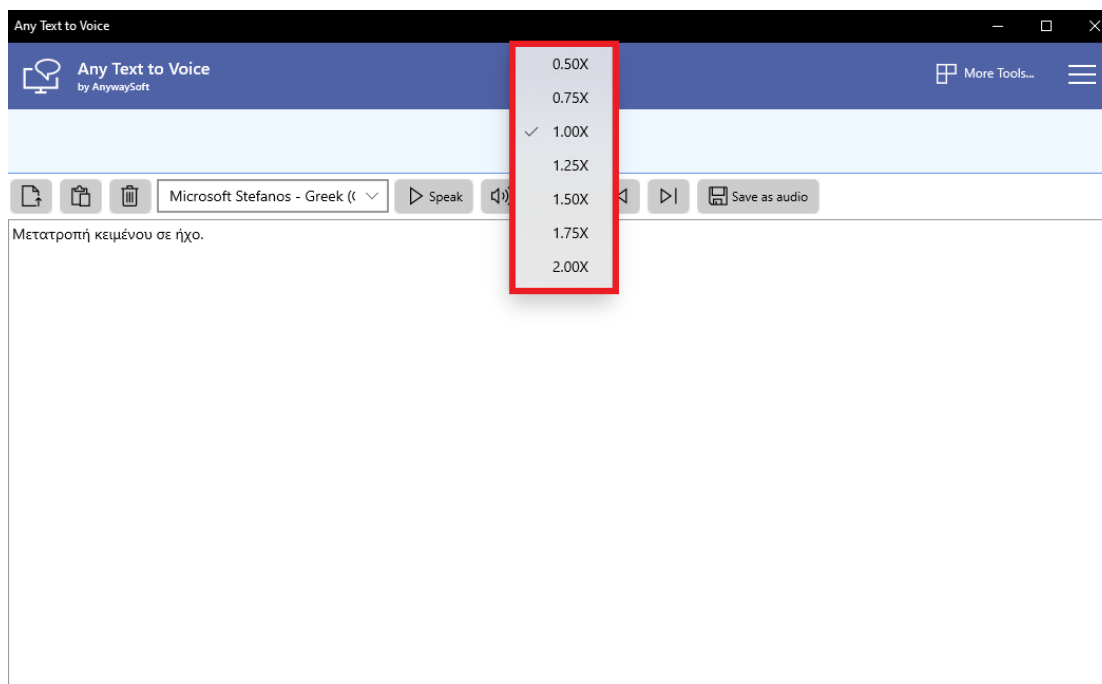 Any Text to Voice
Any Text to Voice
by AnywaySoft
More Tools...
0.50X
0.75X
1.00X
1.25X
1.50X
1.75X
2.00X
Microsoft Stefanos - Greek ((
Speak
Save as audio
Μετατροπή κειμένου σε ήχο.